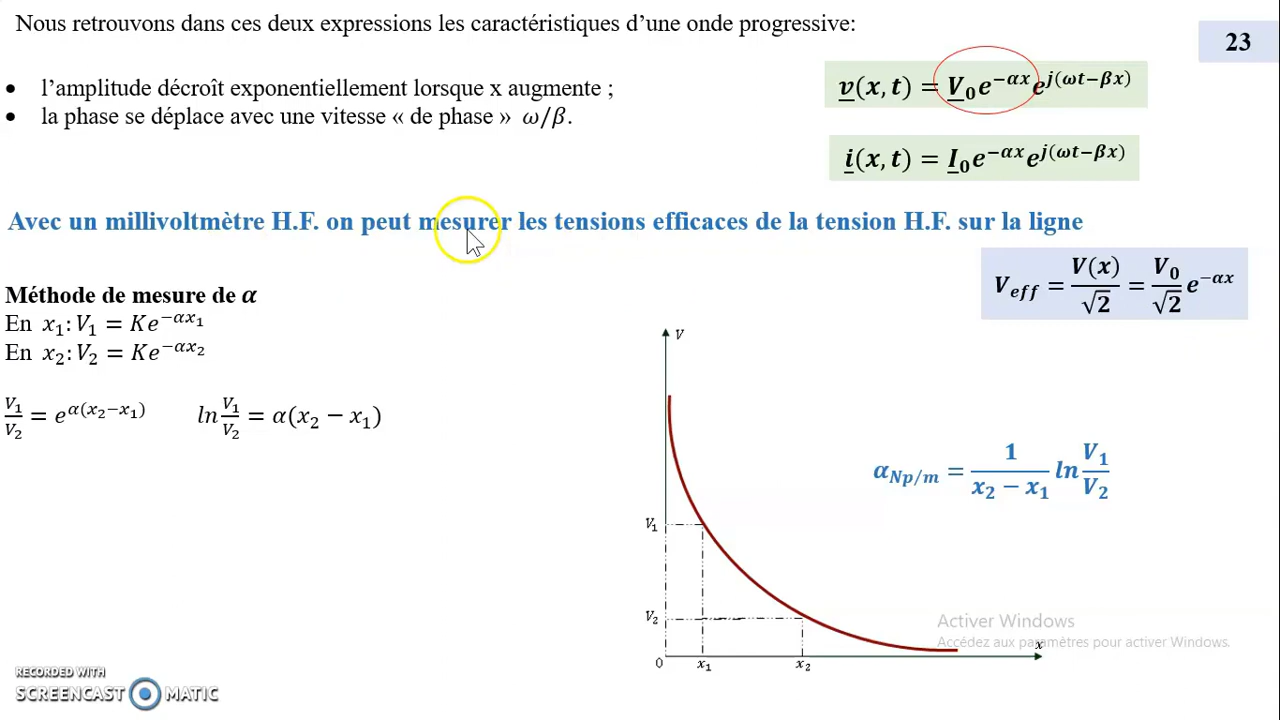 Nous retrouvons dans ces deux expressions les caractéristiques d'une onde progressive:
23
• l'amplitude décroît exponentiellement lorsque x augmente ;
• la phase se déplace avec une vitesse « de phase » ω/β.
v(x, t) = V₀e^{−αx}e^{j(ωt−βx)}
i(x, t) = I₀e^{−αx}e^{j(ωt−βx)}
Avec un millivoltmètre H.F. on peut mesurer les tensions efficaces de la tension H.F. sur la ligne
V_{eff} = V(x)/√2 = V₀/√2 e^{−αx}
Méthode de mesure de α
En x₁: V₁ = Ke^{−αx₁}
En x₂: V₂ = Ke^{−αx₂}
V₁/V₂ = e^{α(x₂−x₁)} ln V₁/V₂ = α(x₂ − x₁)
V
α_{Np/m} = 1/(x₂ − x₁) ln V₁/V₂
V₁
V₂
0
x₁
x₂
x
Activer Windows
Accédez aux paramètres pour activer Windows.
RECORDED WITH
SCREENCAST MATIC